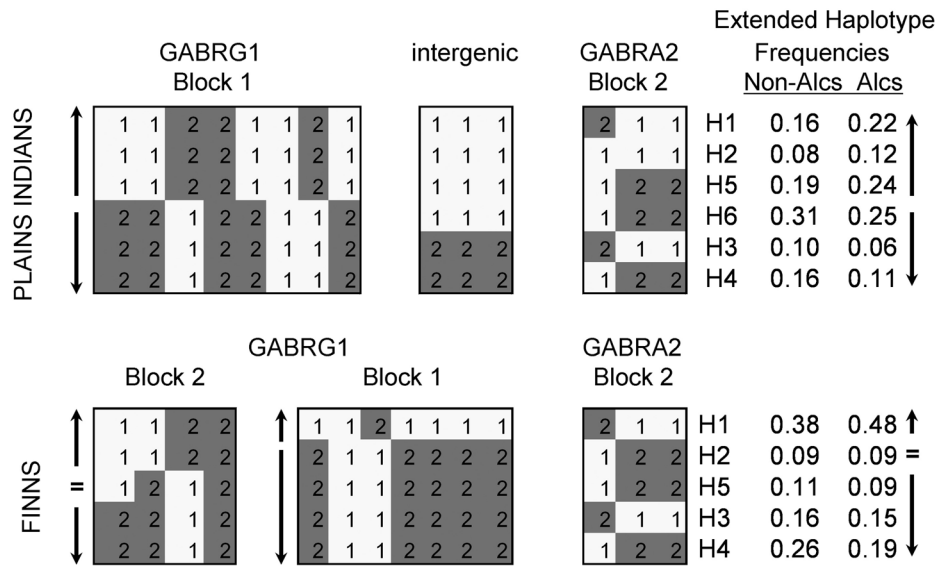 Extended Haplotype
GABRG1 intergenic GABRA2 Frequencies
Block 1 Block 2 Non-Alcs Alcs
PLAINS INDIANS
1 1 2 2 1 1 2 1 1 1 1 2 1 1 H1 0.16 0.22
1 1 2 2 1 1 2 1 1 1 1 1 1 1 H2 0.08 0.12
1 1 2 2 1 1 2 1 1 1 1 1 2 2 H5 0.19 0.24
2 2 1 2 2 1 1 2 1 1 1 1 2 2 H6 0.31 0.25
2 2 1 2 2 1 1 2 2 2 2 2 1 1 H3 0.10 0.06
2 2 1 2 2 1 1 2 2 2 2 1 2 2 H4 0.16 0.11
GABRG1 GABRA2
Block 2 Block 1 Block 2
FINNS
1 1 2 2 1 1 2 1 1 1 1 2 1 1 H1 0.38 0.48
1 1 2 2 2 1 1 2 2 2 2 1 2 2 H2 0.09 0.09 =
= 1 2 1 2 2 1 1 2 2 2 2 1 2 2 H5 0.11 0.09
2 2 1 2 2 1 1 2 2 2 2 2 1 1 H3 0.16 0.15
2 2 1 2 2 1 1 2 2 2 2 1 2 2 H4 0.26 0.19